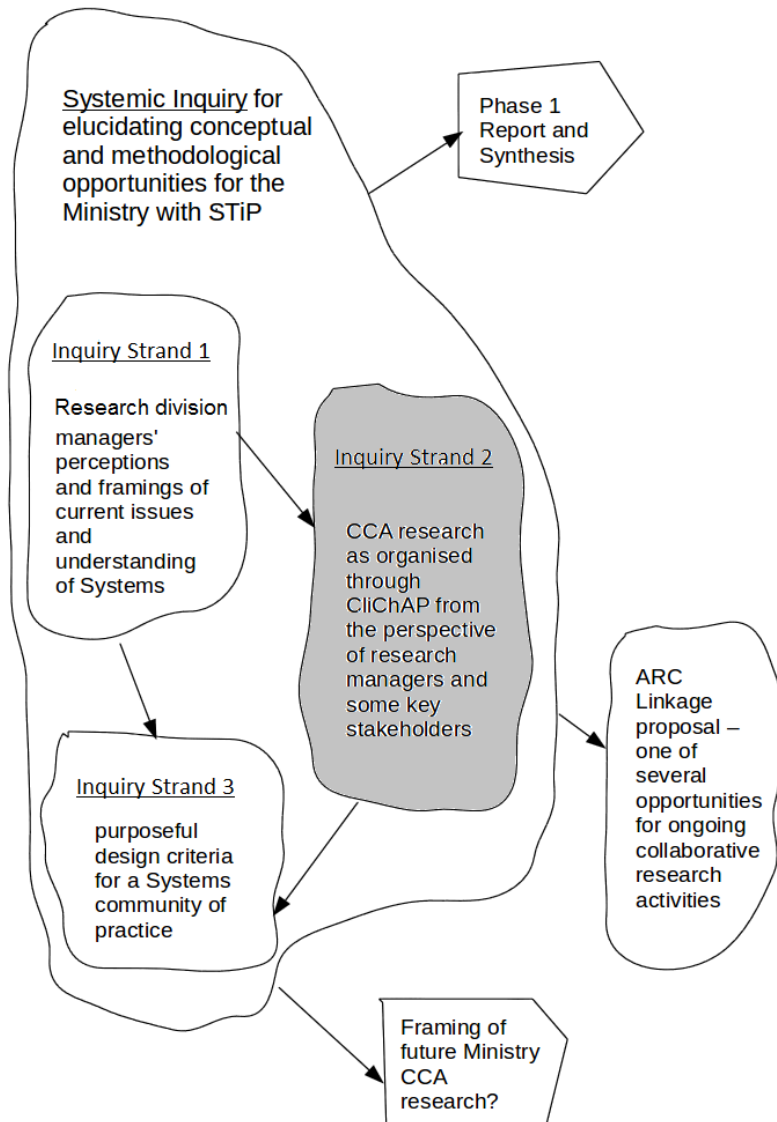 Systemic Inquiry for
elucidating conceptual
and methodological
opportunities for the
Ministry with STiP
Phase 1
Report and
Synthesis
Inquiry Strand 1
Research division
managers'
perceptions
and framings of
current issues
and
understanding
of Systems
Inquiry Strand 2
CCA research
as organised
through
CliChAP from
the perspective
of research
managers and
some key
stakeholders
Inquiry Strand 3
purposeful
design criteria
for a Systems
community of
practice
ARC
Linkage
proposal –
one of
several
opportunities
for ongoing
collaborative
research
activities
Framing of
future Ministry
CCA
research?